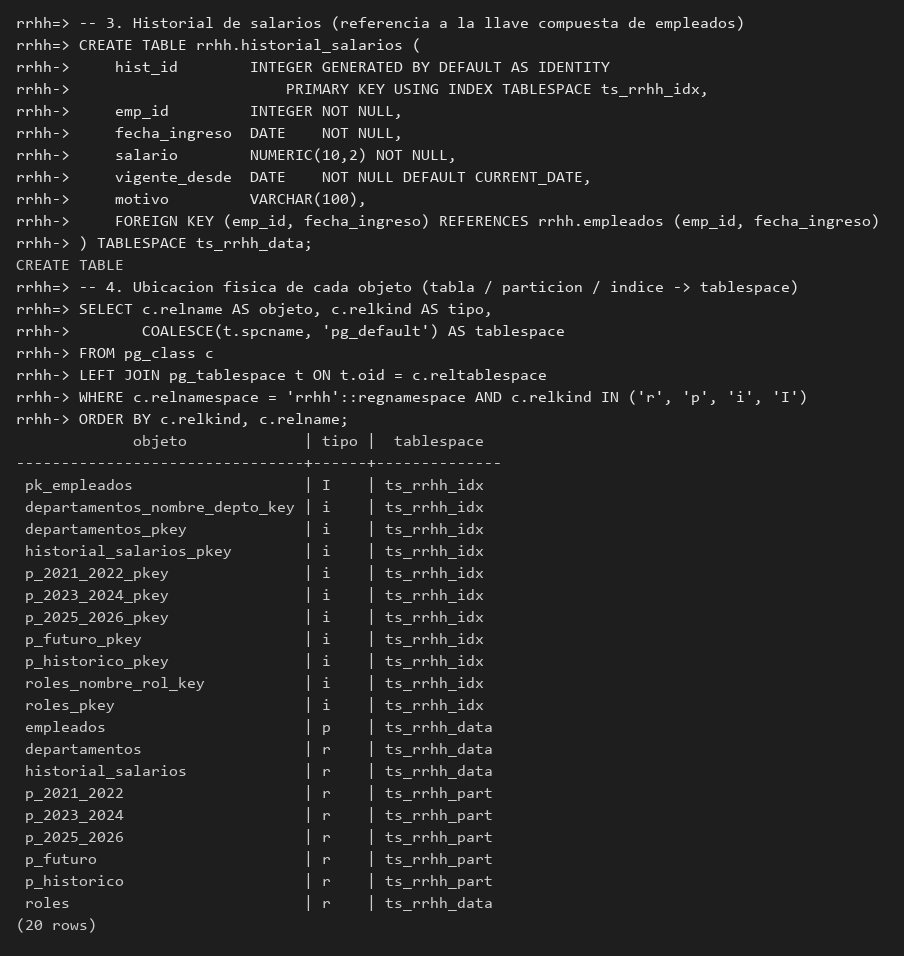 rrhh=> -- 3. Historial de salarios (referencia a la llave compuesta de empleados)
rrhh=> CREATE TABLE rrhh.historial_salarios (
rrhh->     hist_id        INTEGER GENERATED BY DEFAULT AS IDENTITY
rrhh->                        PRIMARY KEY USING INDEX TABLESPACE ts_rrhh_idx,
rrhh->     emp_id         INTEGER NOT NULL,
rrhh->     fecha_ingreso  DATE    NOT NULL,
rrhh->     salario        NUMERIC(10,2) NOT NULL,
rrhh->     vigente_desde  DATE    NOT NULL DEFAULT CURRENT_DATE,
rrhh->     motivo         VARCHAR(100),
rrhh->     FOREIGN KEY (emp_id, fecha_ingreso) REFERENCES rrhh.empleados (emp_id, fecha_ingreso)
rrhh-> ) TABLESPACE ts_rrhh_data;
CREATE TABLE
rrhh=> -- 4. Ubicacion fisica de cada objeto (tabla / particion / indice -> tablespace)
rrhh=> SELECT c.relname AS objeto, c.relkind AS tipo,
rrhh->        COALESCE(t.spcname, 'pg_default') AS tablespace
rrhh-> FROM pg_class c
rrhh-> LEFT JOIN pg_tablespace t ON t.oid = c.reltablespace
rrhh-> WHERE c.relnamespace = 'rrhh'::regnamespace AND c.relkind IN ('r', 'p', 'i', 'I')
rrhh-> ORDER BY c.relkind, c.relname;
             objeto             | tipo |  tablespace
--------------------------------+------+--------------
 pk_empleados                   | I    | ts_rrhh_idx
 departamentos_nombre_depto_key | i    | ts_rrhh_idx
 departamentos_pkey             | i    | ts_rrhh_idx
 historial_salarios_pkey        | i    | ts_rrhh_idx
 p_2021_2022_pkey               | i    | ts_rrhh_idx
 p_2023_2024_pkey               | i    | ts_rrhh_idx
 p_2025_2026_pkey               | i    | ts_rrhh_idx
 p_futuro_pkey                  | i    | ts_rrhh_idx
 p_historico_pkey               | i    | ts_rrhh_idx
 roles_nombre_rol_key           | i    | ts_rrhh_idx
 roles_pkey                     | i    | ts_rrhh_idx
 empleados                      | p    | ts_rrhh_data
 departamentos                  | r    | ts_rrhh_data
 historial_salarios             | r    | ts_rrhh_data
 p_2021_2022                    | r    | ts_rrhh_part
 p_2023_2024                    | r    | ts_rrhh_part
 p_2025_2026                    | r    | ts_rrhh_part
 p_futuro                       | r    | ts_rrhh_part
 p_historico                    | r    | ts_rrhh_part
 roles                          | r    | ts_rrhh_data
(20 rows)